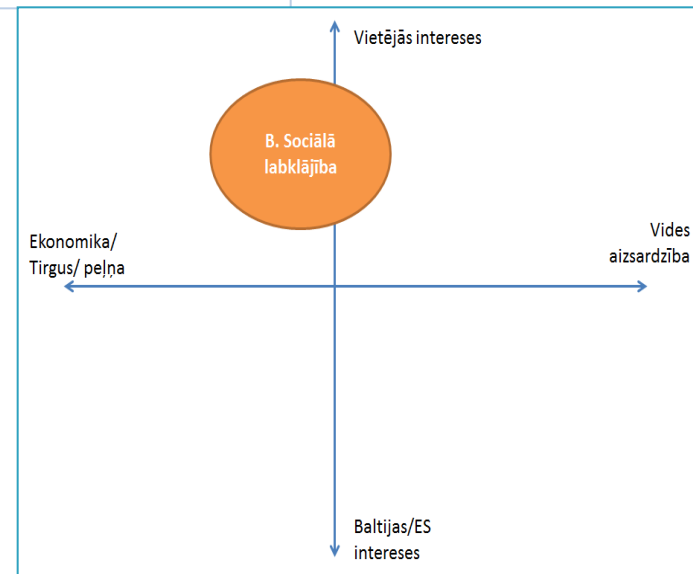 Vietējās intereses
B. Sociālā
labklājība
Ekonomika/
Tirgus/ peļņa
Vides
aizsardzība
Baltijas/ES
intereses